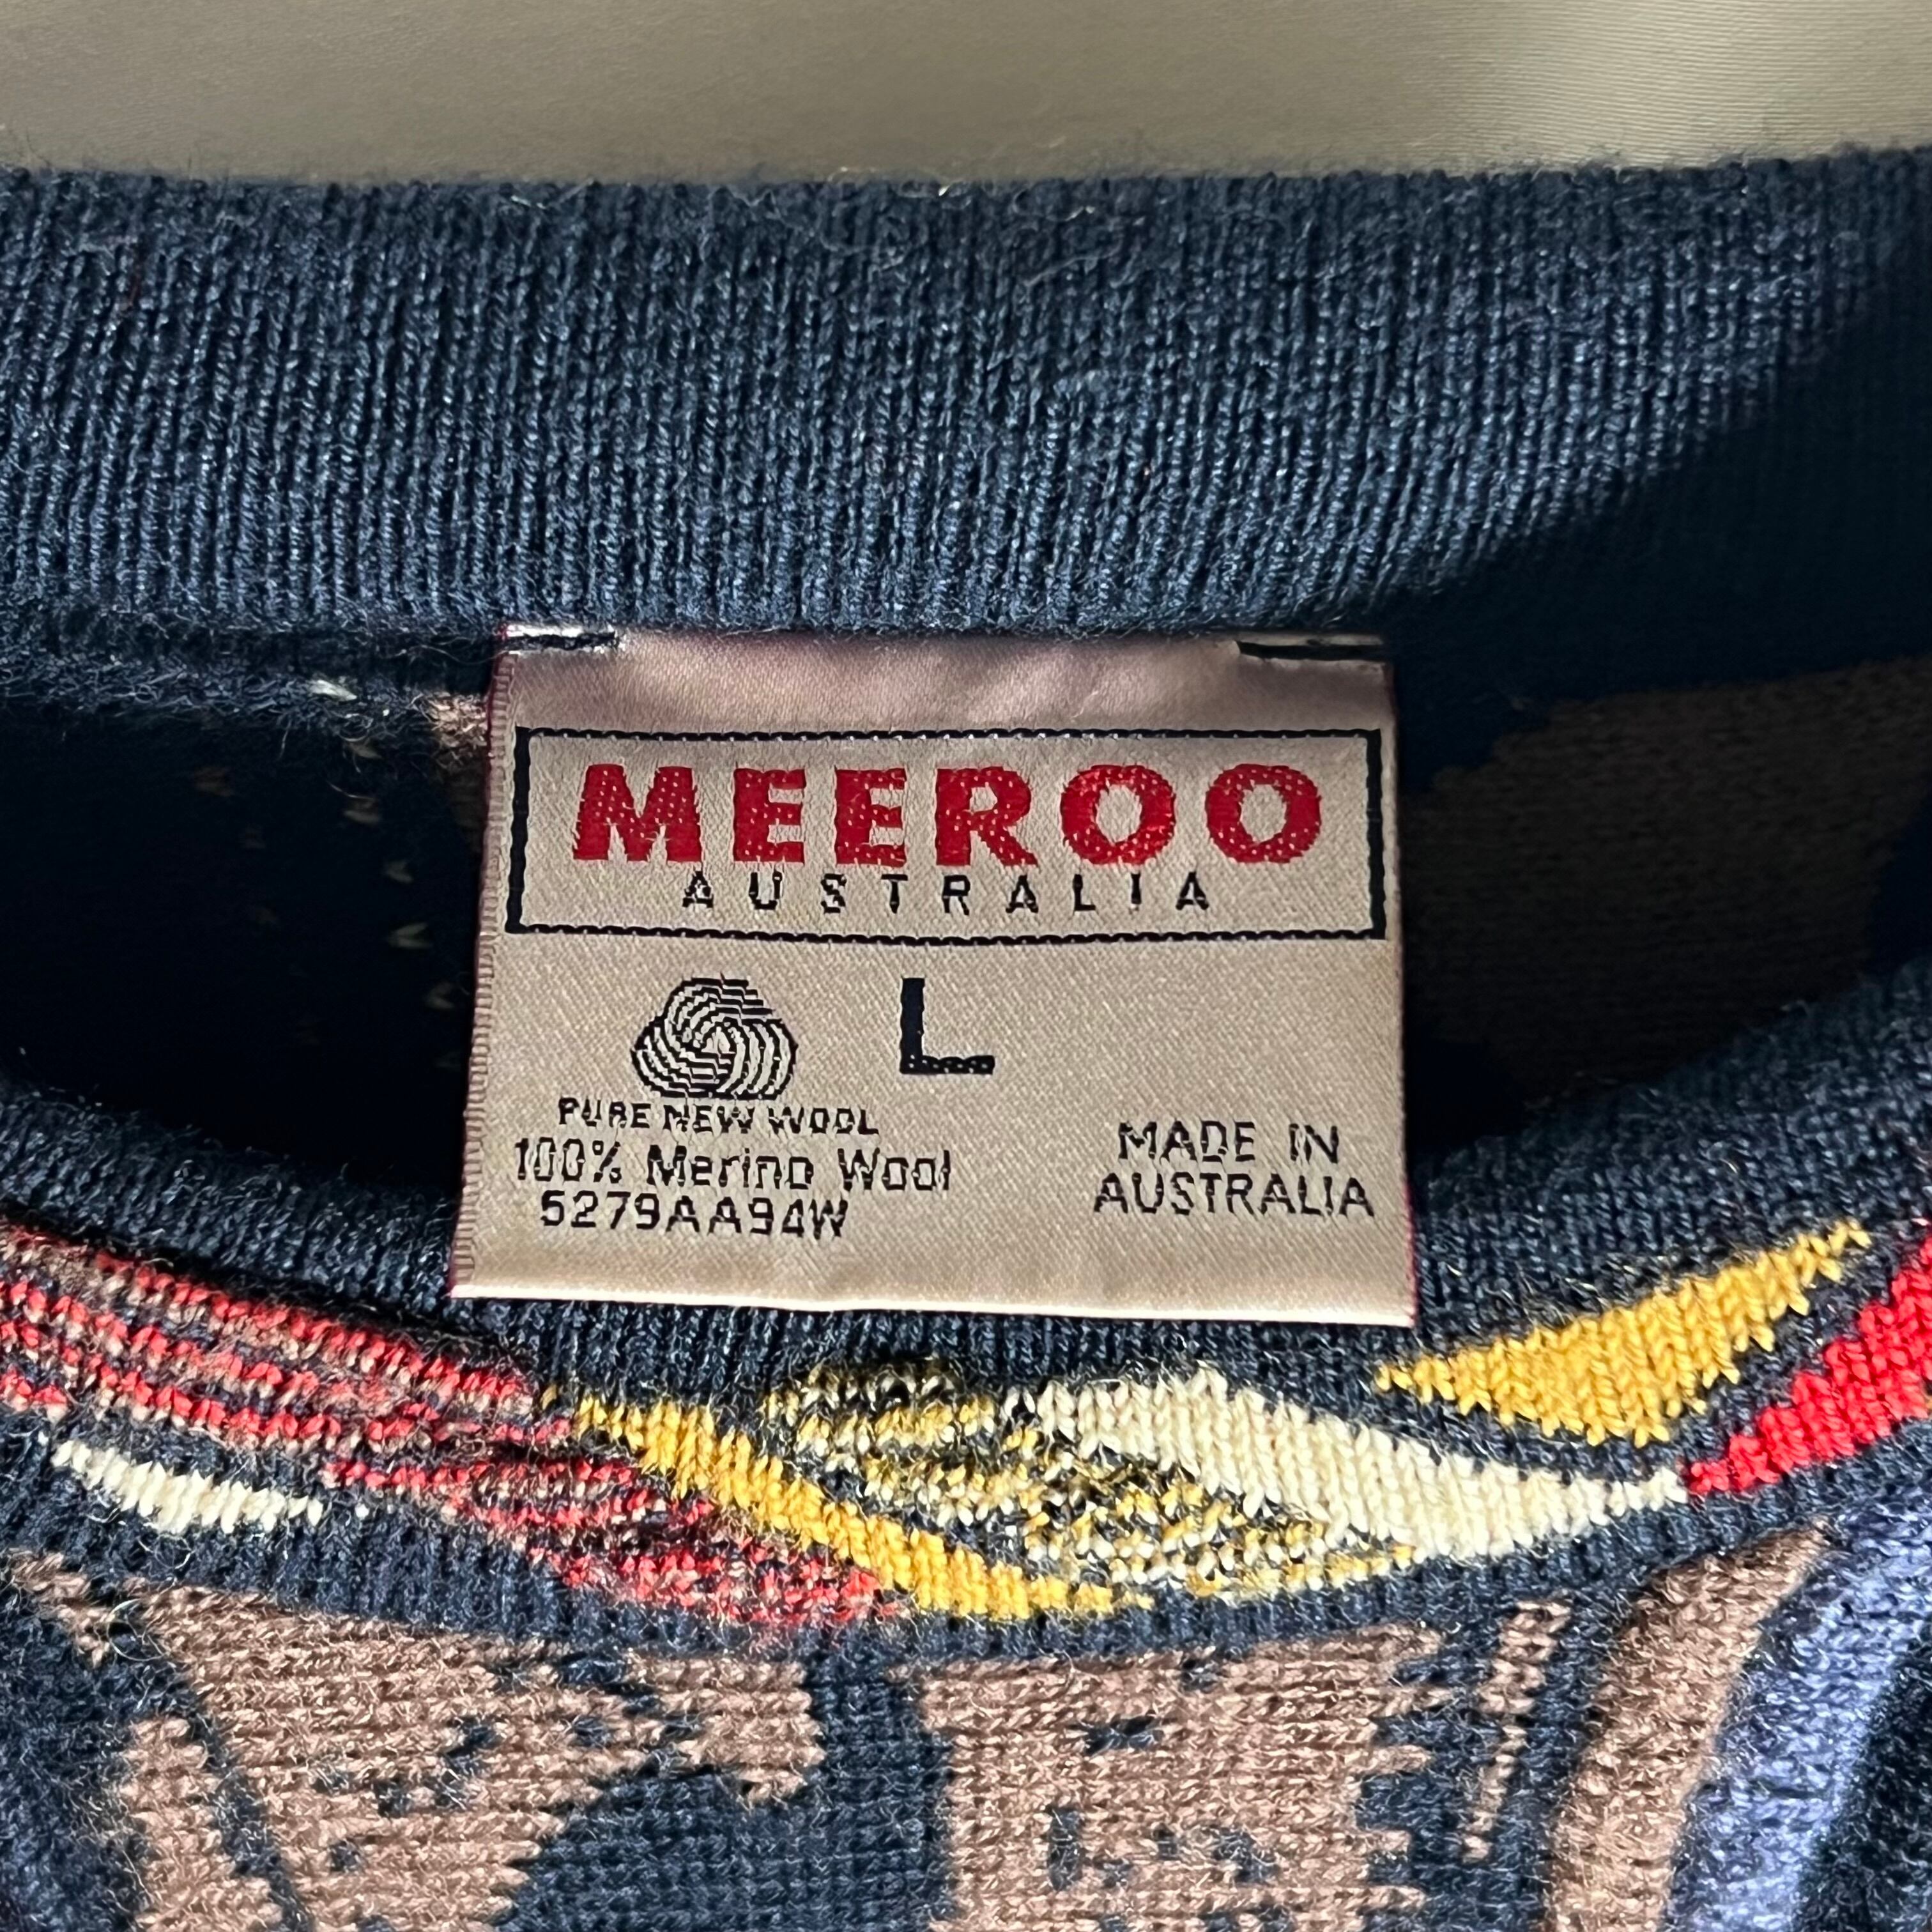 MEEROO
AUSTRALIA
L
PURE NEW WOOL
100% Merino Wool
5279AA94W
MADE IN
AUSTRALIA